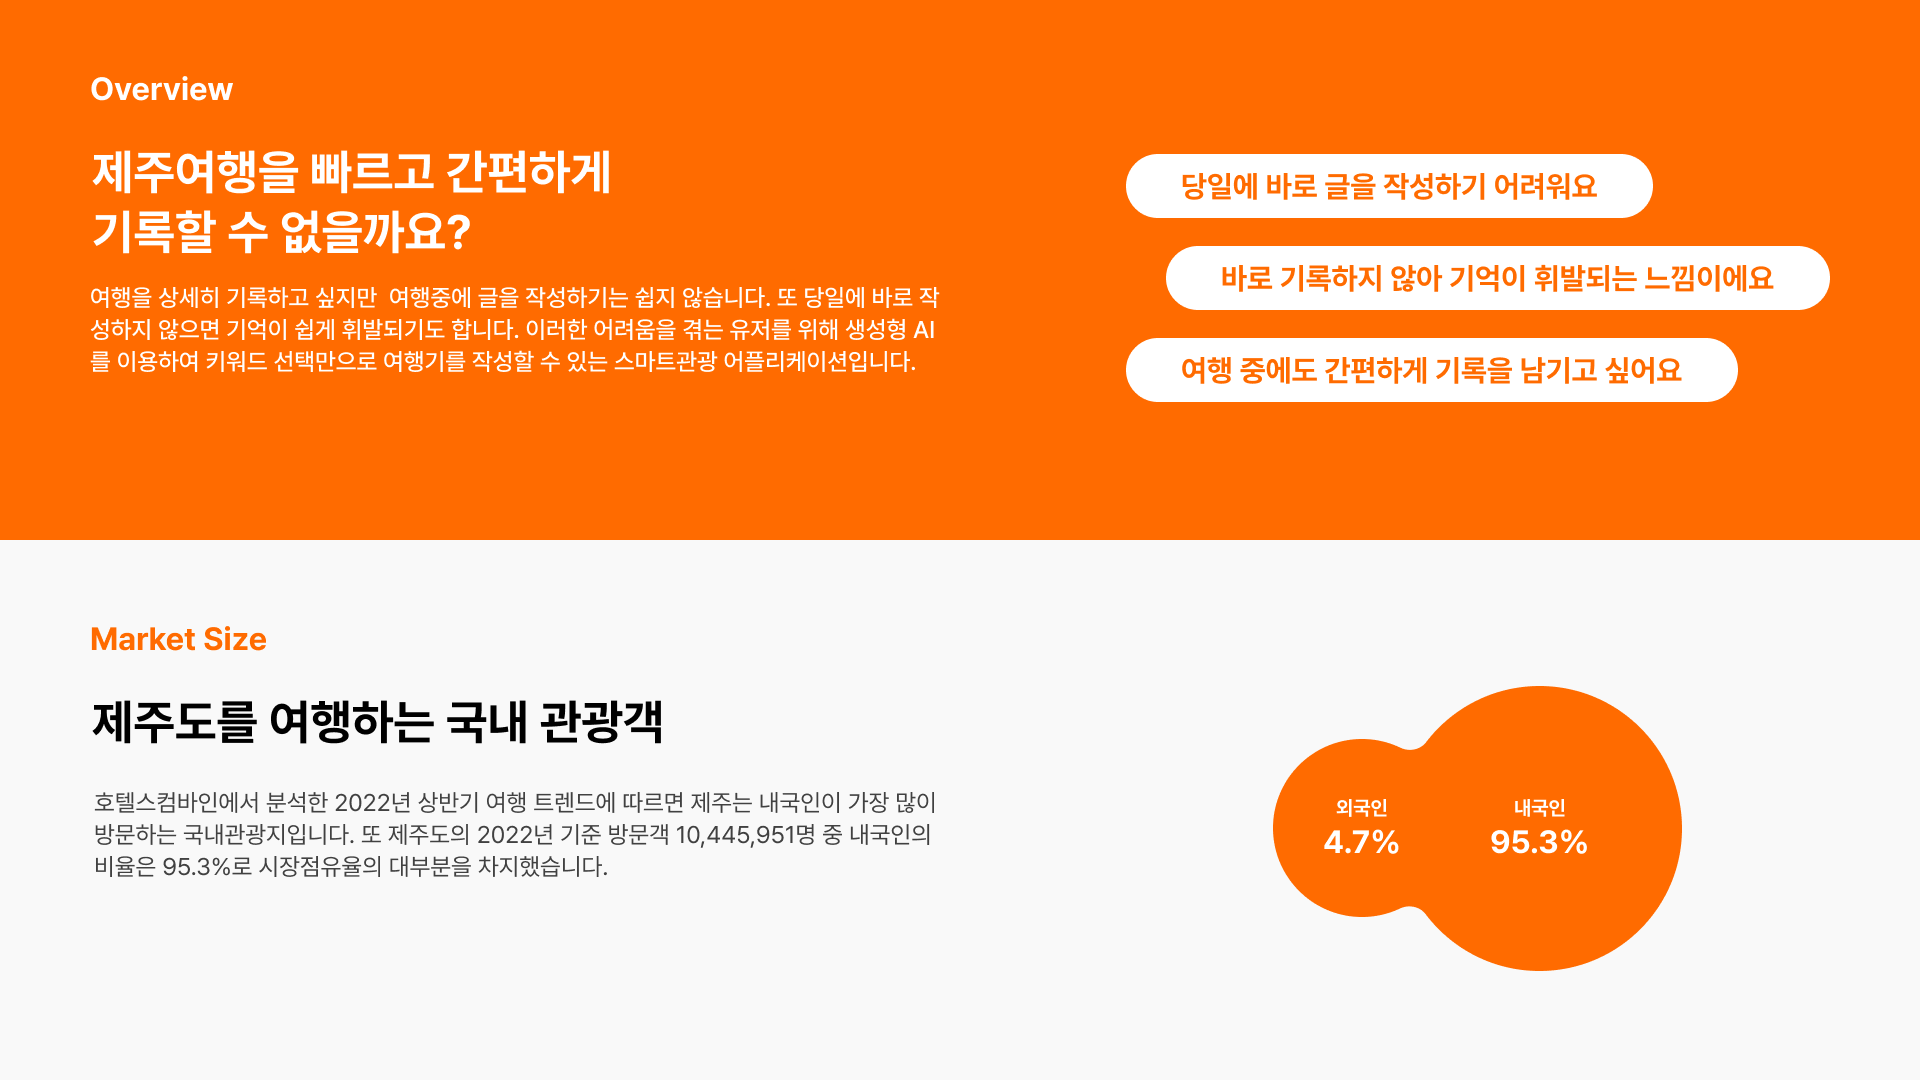 Overview
제주여행을 빠르고 간편하게
기록할 수 없을까요?
여행을 상세히 기록하고 싶지만 여행중에 글을 작성하기는 쉽지 않습니다. 또 당일에 바로 작
성하지 않으면 기억이 쉽게 휘발되기도 합니다. 이러한 어려움을 겪는 유저를 위해 생성형 AI
를 이용하여 키워드 선택만으로 여행기를 작성할 수 있는 스마트관광 어플리케이션입니다.
당일에 바로 글을 작성하기 어려워요
바로 기록하지 않아 기억이 휘발되는 느낌이에요
여행 중에도 간편하게 기록을 남기고 싶어요
Market Size
제주도를 여행하는 국내 관광객
호텔스컴바인에서 분석한 2022년 상반기 여행 트렌드에 따르면 제주는 내국인이 가장 많이
방문하는 국내관광지입니다. 또 제주도의 2022년 기준 방문객 10,445,951명 중 내국인의
비율은 95.3%로 시장점유율의 대부분을 차지했습니다.
외국인
4.7%
내국인
95.3%